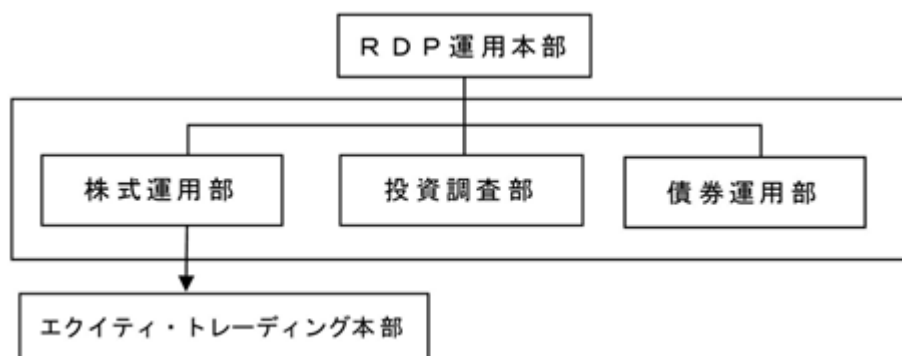 ＲＤＰ運用本部
株式運用部
投資調査部
債券運用部
エクイティ・トレーディング本部